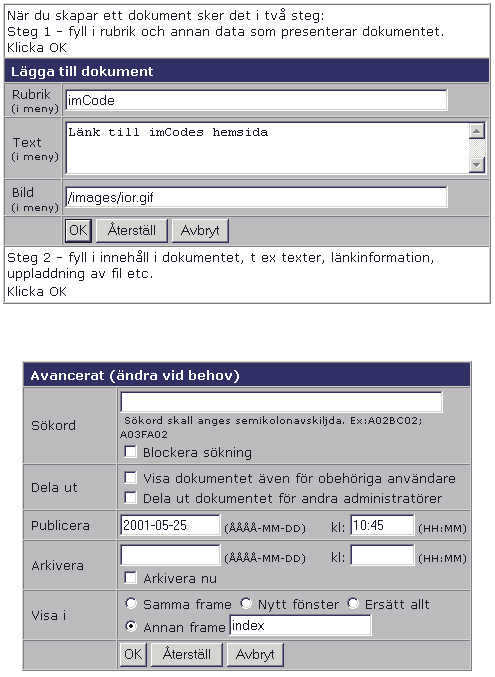 När du skapar ett dokument sker det i två steg:
Steg 1 - fyll i rubrik och annan data som presenterar dokumentet.
Klicka OK
Lägga till dokument
Rubrik
(i meny)
imCode
Text
(i meny)
Länk till imCodes hemsida
Bild
(i meny)
/images/ior.gif
OK Återställ Avbryt
Steg 2 - fyll i innehåll i dokumentet, t ex texter, länkinformation,
uppladdning av fil etc.
Klicka OK
Avancerat (ändra vid behov)
Sökord
Sökord skall anges semikolonavskiljda. Ex:A02BC02;
A03FA02
Blockera sökning
Dela ut
Visa dokumentet även för obehöriga användare
Dela ut dokumentet för andra administratörer
Publicera 2001-05-25 (ÅÅÅÅ-MM-DD) kl: 10:45 (HH:MM)
Arkivera (ÅÅÅÅ-MM-DD) kl: (HH:MM)
Arkivera nu
Visa i
Samma frame Nytt fönster Ersätt allt
Annan frame index
OK Återställ Avbryt